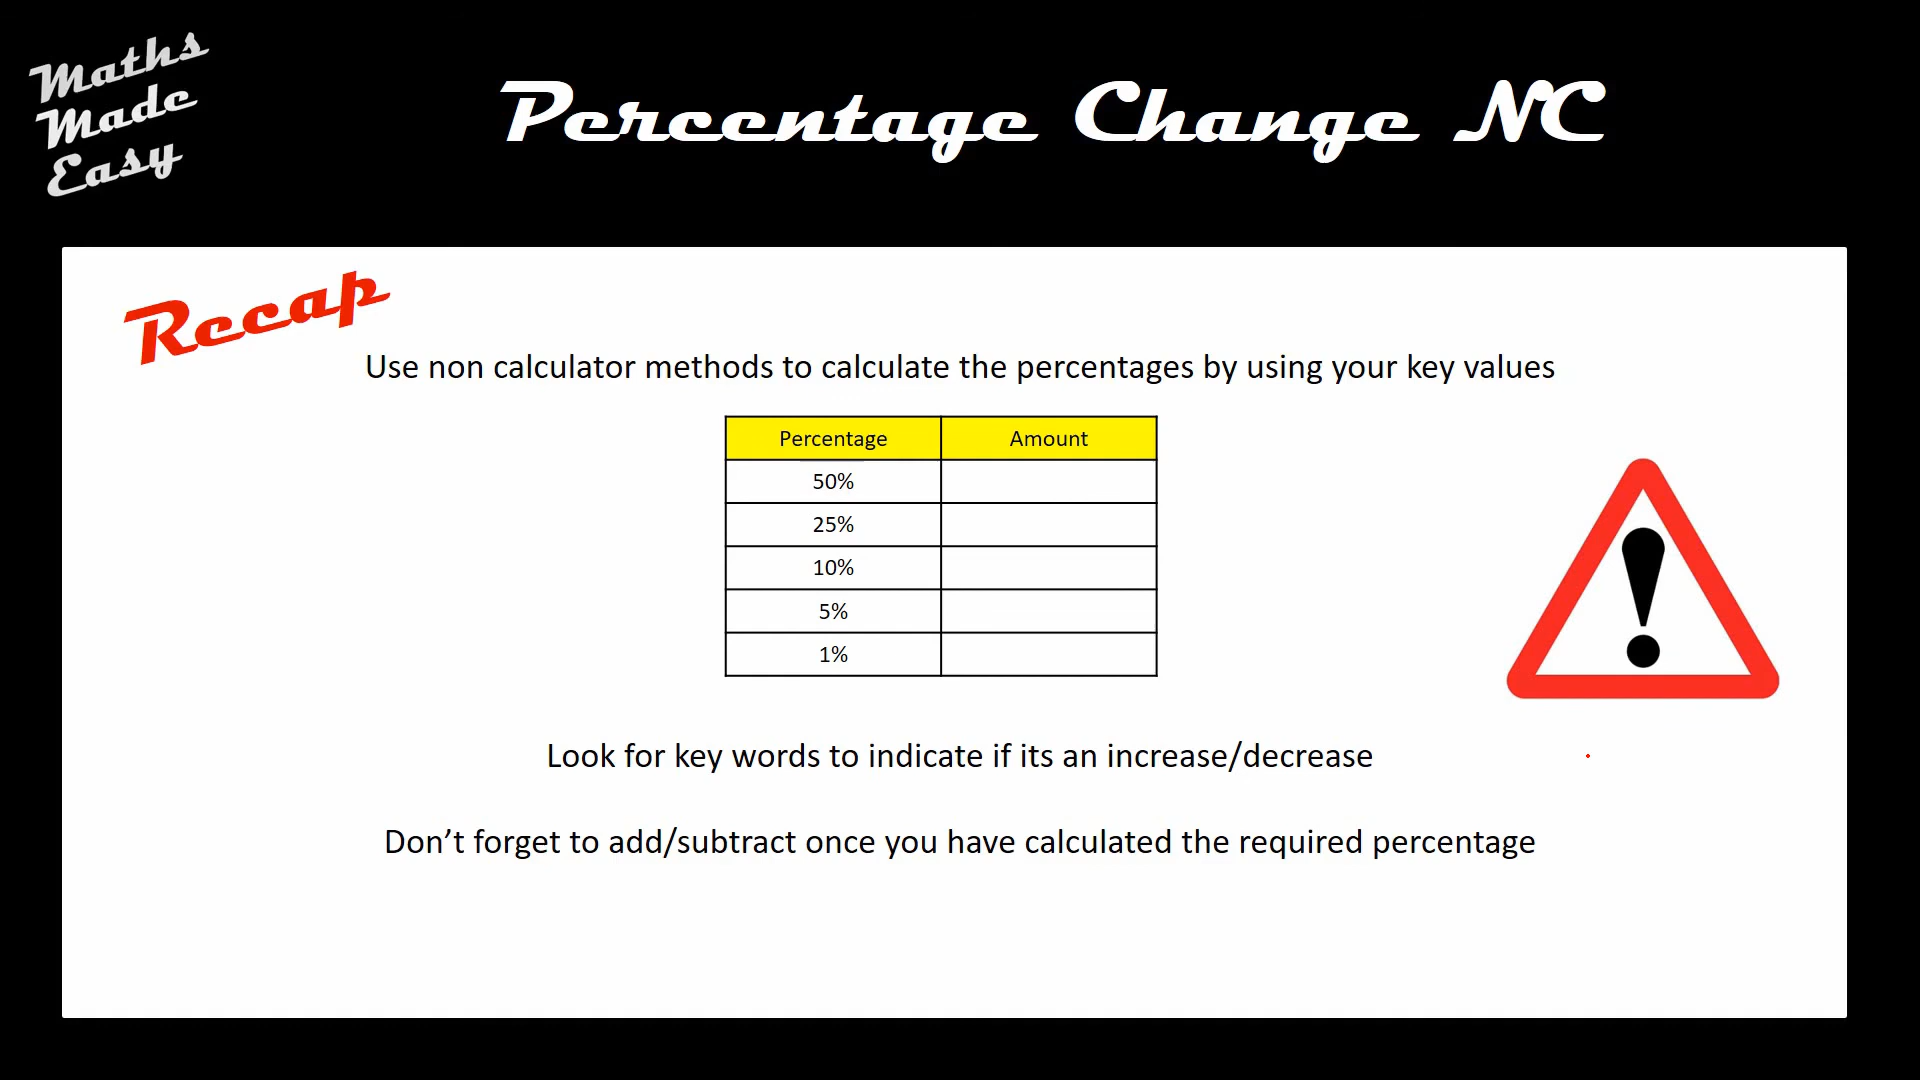 Maths
Made
Easy
Percentage Change NC
Recap
Use non calculator methods to calculate the percentages by using your key values
Percentage Amount
50%
25%
10%
5%
1%
Look for key words to indicate if its an increase/decrease
Don’t forget to add/subtract once you have calculated the required percentage